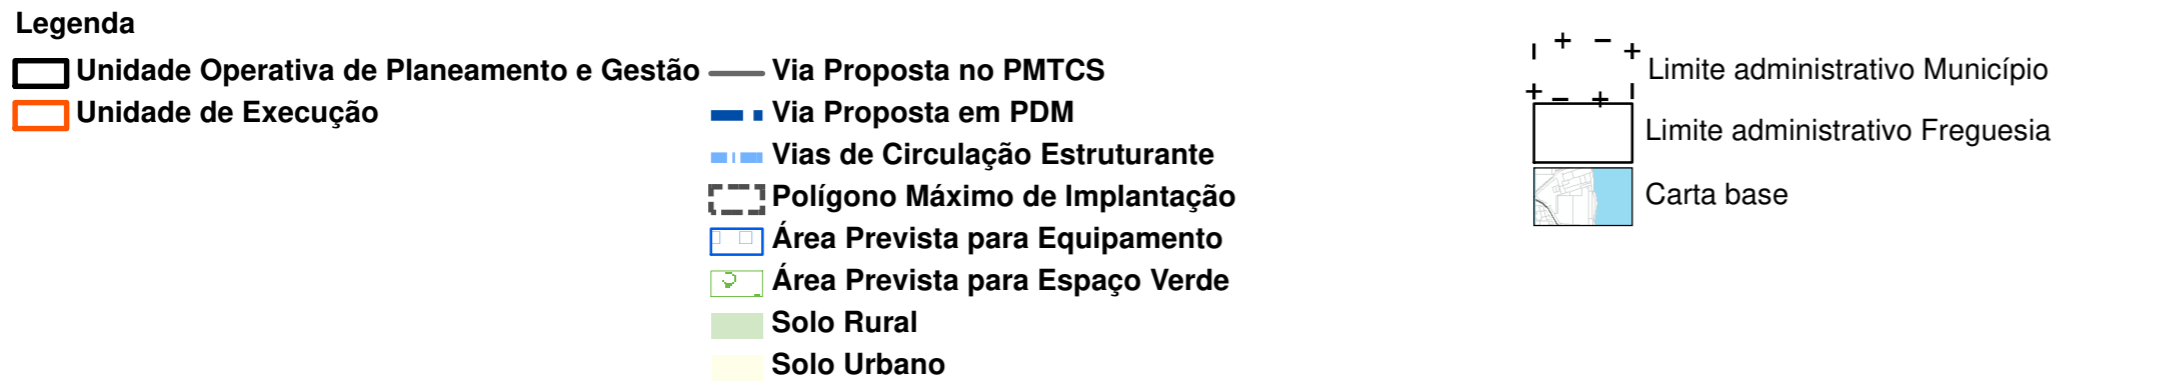 Legenda
Unidade Operativa de Planeamento e Gestão
Unidade de Execução
Via Proposta no PMTCS
Via Proposta em PDM
Vias de Circulação Estruturante
Polígono Máximo de Implantação
Área Prevista para Equipamento
Área Prevista para Espaço Verde
Solo Rural
Solo Urbano
Limite administrativo Município
Limite administrativo Freguesia
Carta base